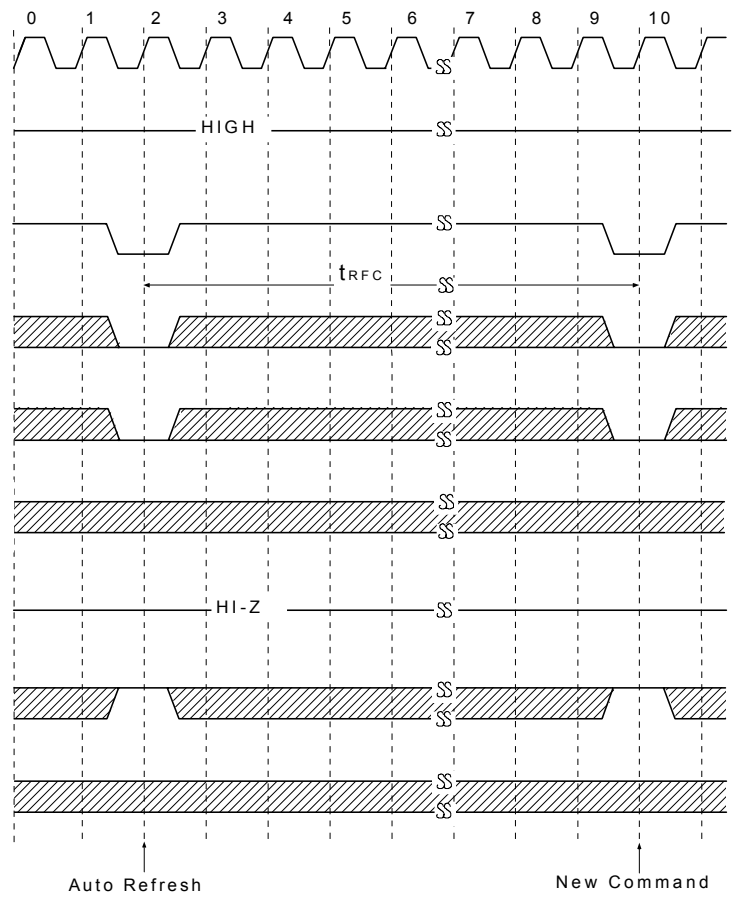 0 1 2 3 4 5 6 7 8 9 10
HIGH
tRFC
HI-Z
Auto Refresh
New Command